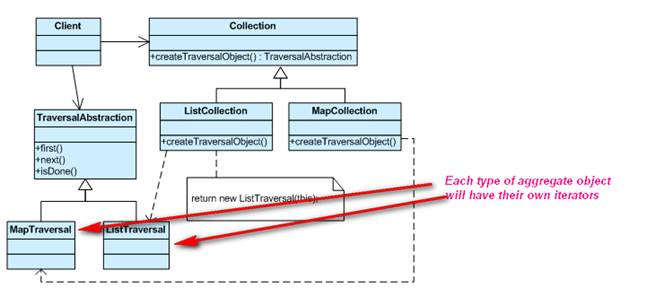 Client
Collection
+createTraversalObject() : TraversalAbstraction
TraversalAbstraction
+first()
+next()
+isDone()
ListCollection
+createTraversalObject()
MapCollection
+createTraversalObject()
return new ListTraversal(this);
Each type of aggregate object
will have their own iterators
MapTraversal
ListTraversal